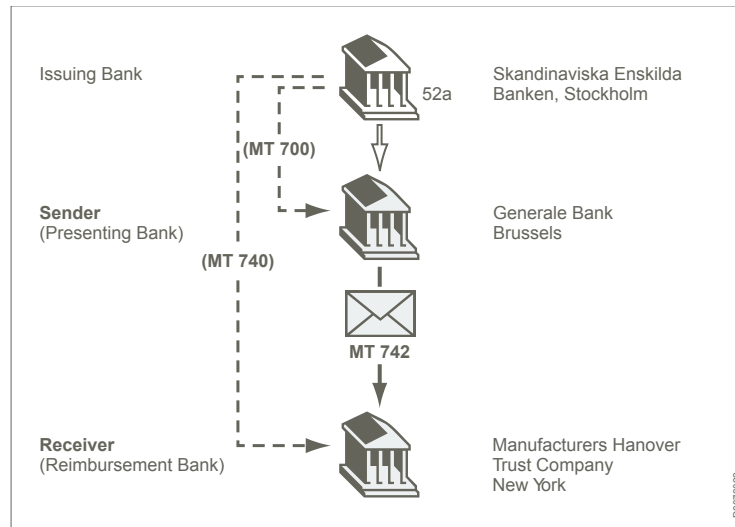 Issuing Bank
52a
Skandinaviska Enskilda
Banken, Stockholm
(MT 700)
Sender
(Presenting Bank)
Generale Bank
Brussels
(MT 740)
MT 742
Receiver
(Reimbursement Bank)
Manufacturers Hanover
Trust Company
New York